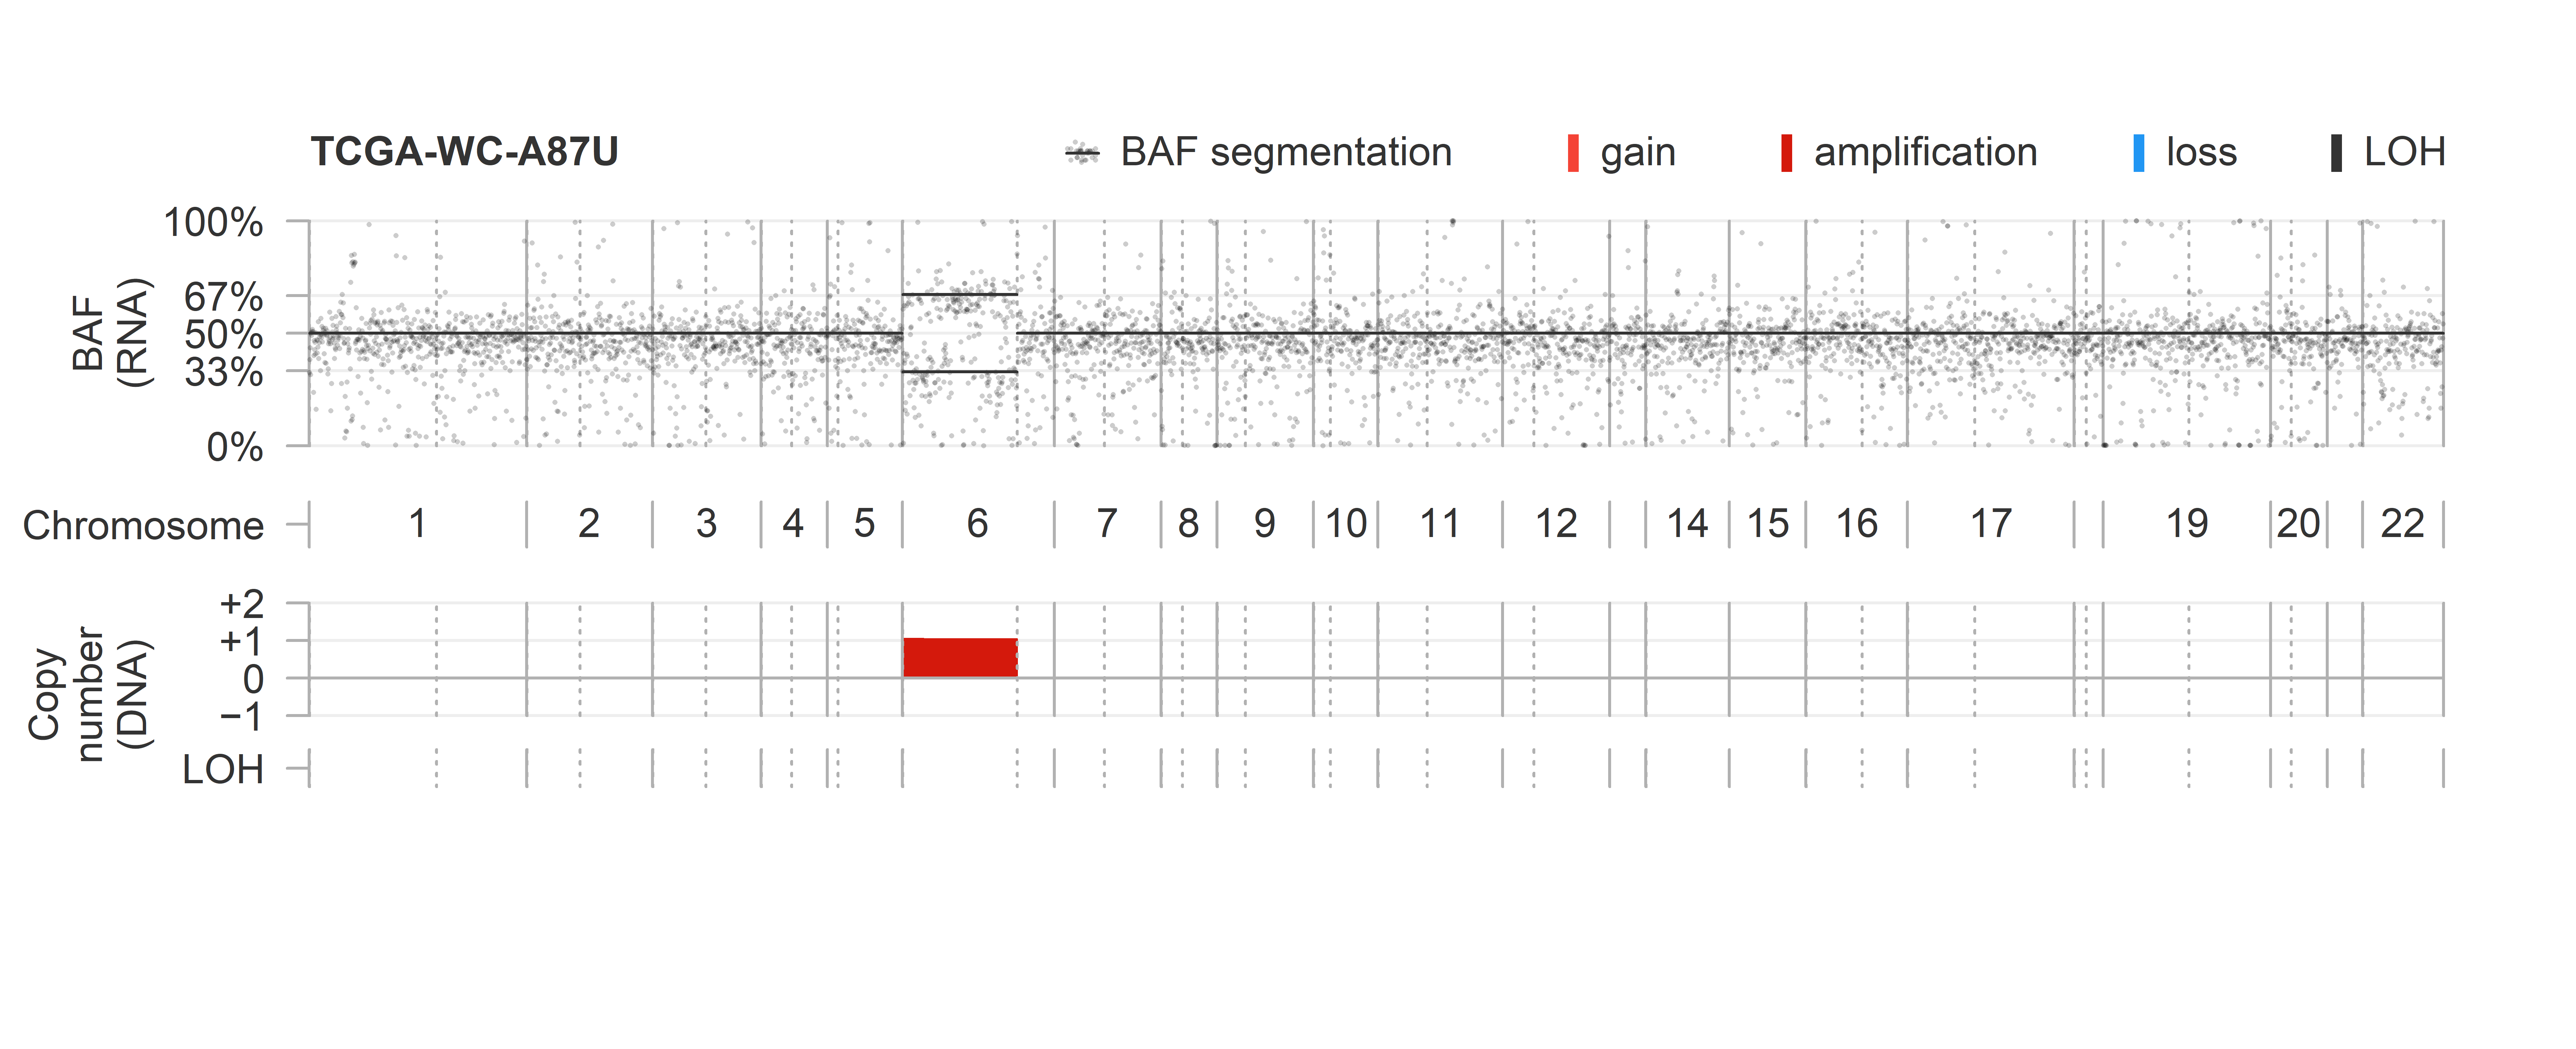 TCGA-WC-A87U
BAF segmentation gain amplification loss LOH
BAF
(RNA)
100%
67%
50%
33%
0%
Chromosome 1 2 3 4 5 6 7 8 9 10 11 12 14 15 16 17 19 20 22
Copy
number
(DNA)
+2
+1
0
−1
LOH